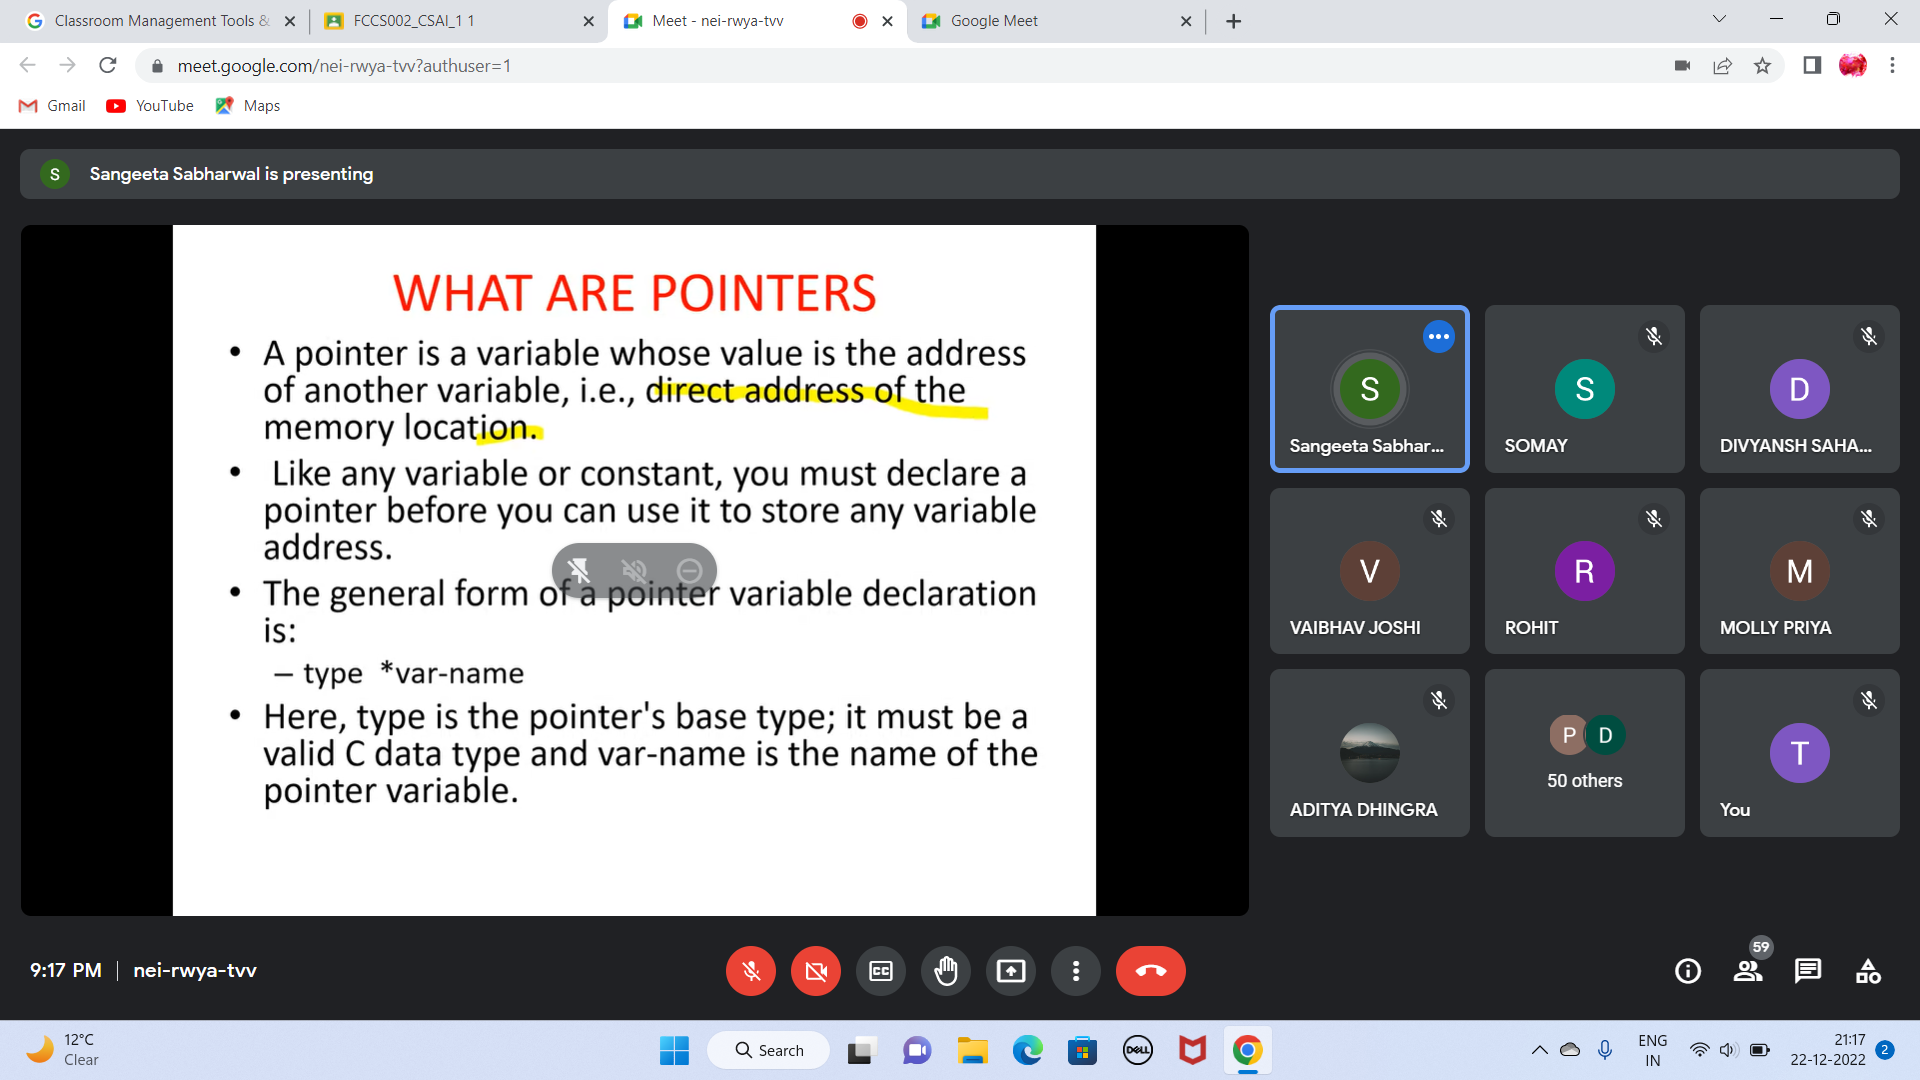 Classroom Management Tools &
FCCS002_CSAI_1 1
Meet - nei-rwya-tvv
Google Meet
meet.google.com/nei-rwya-tvv?authuser=1
Gmail
YouTube
Maps
S
Sangeeta Sabharwal is presenting
WHAT ARE POINTERS
• A pointer is a variable whose value is the address
of another variable, i.e., direct address of the
memory location.
• Like any variable or constant, you must declare a
pointer before you can use it to store any variable
address.
• The general form of a pointer variable declaration
is:
– type *var-name
• Here, type is the pointer's base type; it must be a
valid C data type and var-name is the name of the
pointer variable.
S
Sangeeta Sabhar...
S
SOMAY
D
DIVYANSH SAHA...
V
VAIBHAV JOSHI
R
ROHIT
M
MOLLY PRIYA
ADITYA DHINGRA
P D
50 others
T
You
9:17 PM | nei-rwya-tvv
CC
59
12°C
Clear
Search
DELL
ENG
IN
21:17
22-12-2022
2